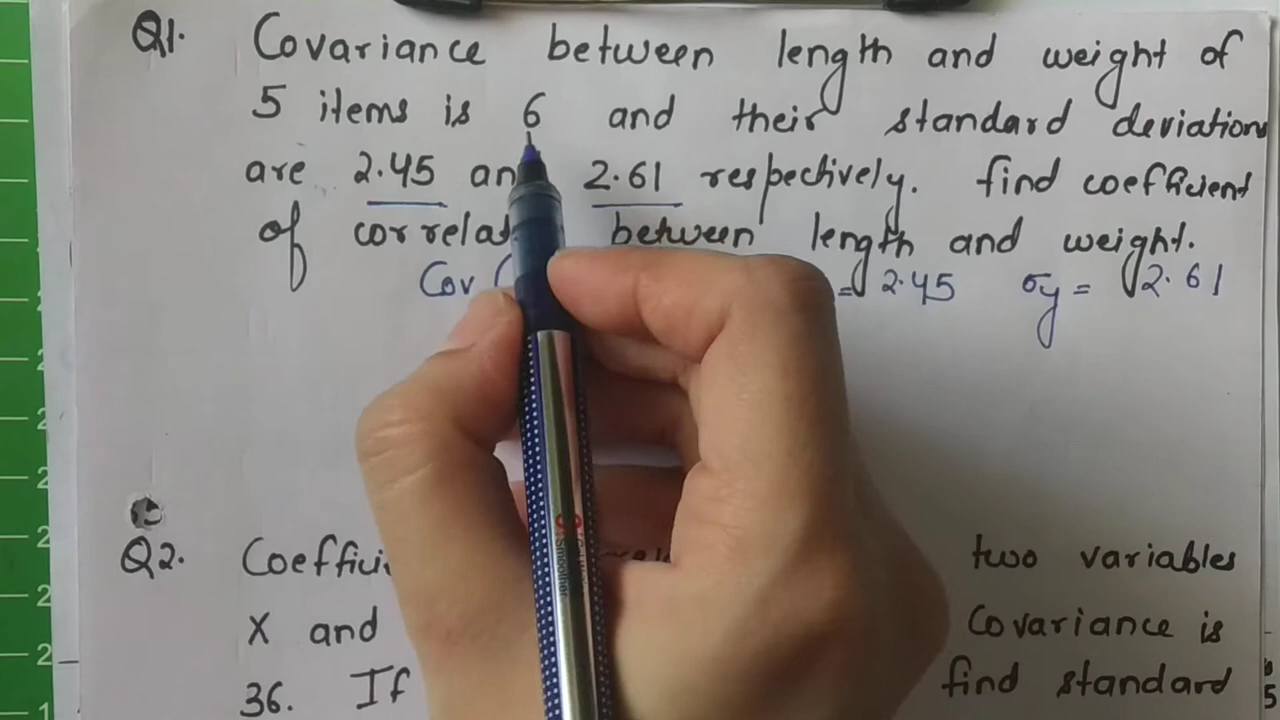 Q1. Covariance between length and weight of
5 items is 6 and their standard deviations
are 2.45 and 2.61 respectively. find coefficient
of correlat between length and weight.
Cov ( = 2.45 σy = 2.61
Q2. Coeffici two variables
X and Covariance is
36. If find standard